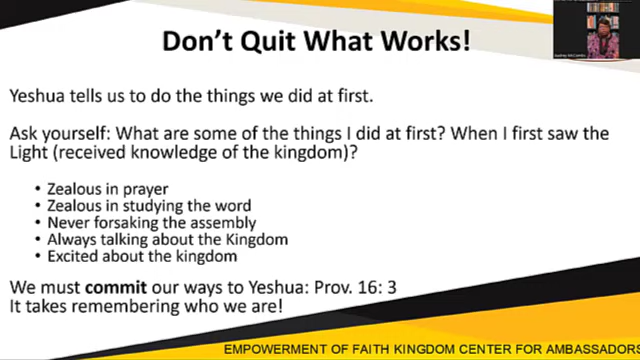 Don't Quit What Works!
Yeshua tells us to do the things we did at first.
Ask yourself: What are some of the things I did at first? When I first saw the
Light (received knowledge of the kingdom)?
• Zealous in prayer
• Zealous in studying the word
• Never forsaking the assembly
• Always talking about the Kingdom
• Excited about the kingdom
We must commit our ways to Yeshua: Prov. 16: 3
It takes remembering who we are!
EMPOWERMENT OF FAITH KINGDOM CENTER FOR AMBASSADORS